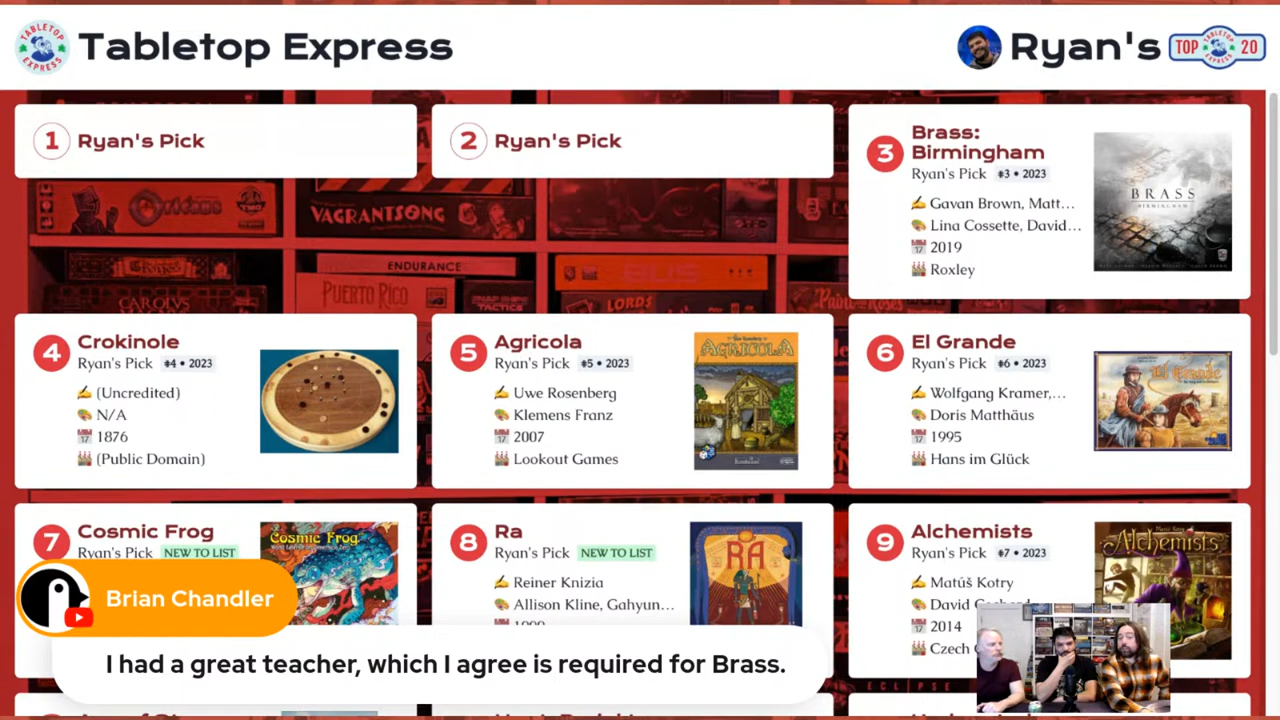 Tabletop Express
Ryan's
TOP 20
TABLETOP
EXPRESS
1 Ryan's Pick
2 Ryan's Pick
3 Brass:
Birmingham
Ryan's Pick #3 • 2023
Gavan Brown, Matt…
Lina Cossette, David…
2019
Roxley
BRASS
BIRMINGHAM
VAGRANTSONG
ENDURANCE
PUERTO RICO
LORDS
CAROLVS
4 Crokinole
Ryan's Pick #4 • 2023
(Uncredited)
N/A
1876
(Public Domain)
5 Agricola
Ryan's Pick #5 • 2023
Uwe Rosenberg
Klemens Franz
2007
Lookout Games
AGRICOLA
6 El Grande
Ryan's Pick #6 • 2023
Wolfgang Kramer,…
Doris Matthäus
1995
Hans im Glück
El Grande
7 Cosmic Frog
Ryan's Pick NEW TO LIST
Cosmic Frog
8 Ra
Ryan's Pick NEW TO LIST
Reiner Knizia
Allison Kline, Gahyun…
1999
RA
9 Alchemists
Ryan's Pick #7 • 2023
Matúš Kotry
David
2014
Czech
Alchemists
Brian Chandler
I had a great teacher, which I agree is required for Brass.
ECLIPSE